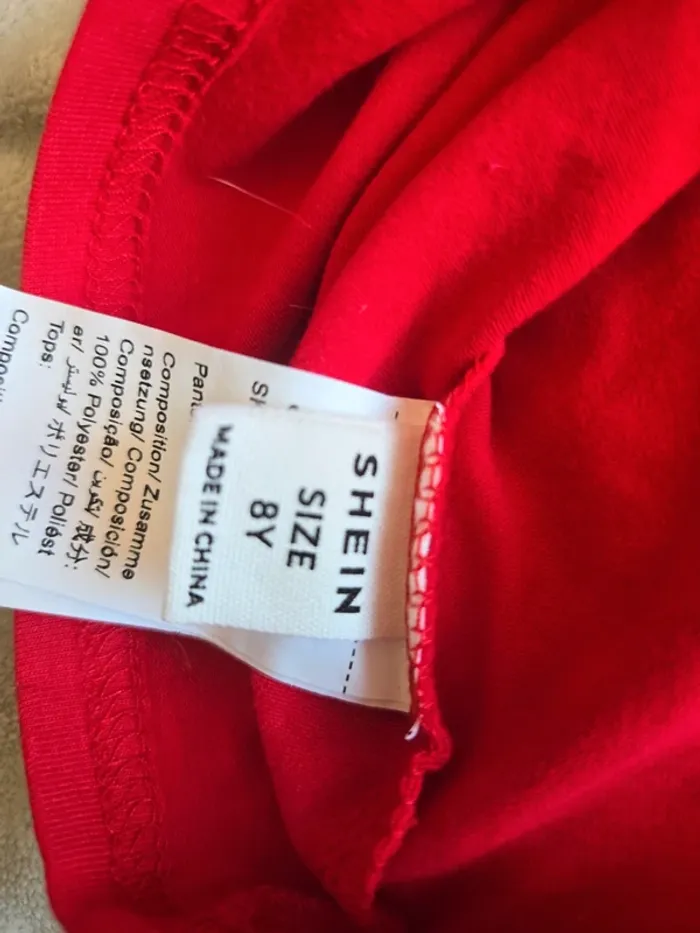 SHEIN
SIZE
8Y
MADE IN CHINA
Composition/ Zusamme
nsetzung/ Composición/
Composição/ تكوين/ 成分:
100% Polyester/ Poliést
er/ بوليستر/ ポリエステル
Tops: